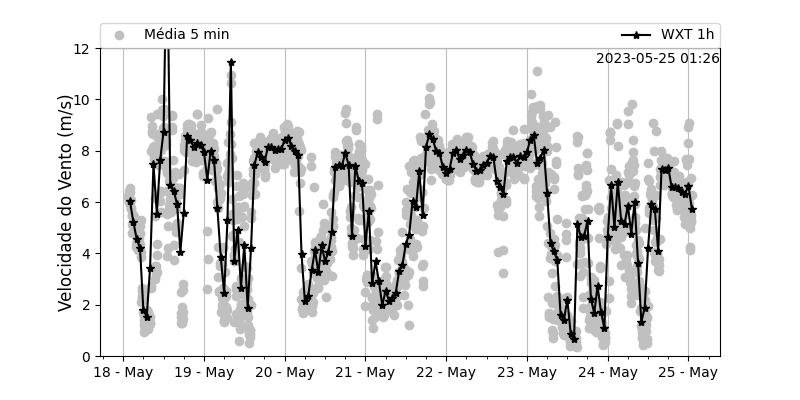 Média 5 min
WXT 1h
2023-05-25 01:26
Velocidade do Vento (m/s)
12
10
8
6
4
2
0
18 - May
19 - May
20 - May
21 - May
22 - May
23 - May
24 - May
25 - May